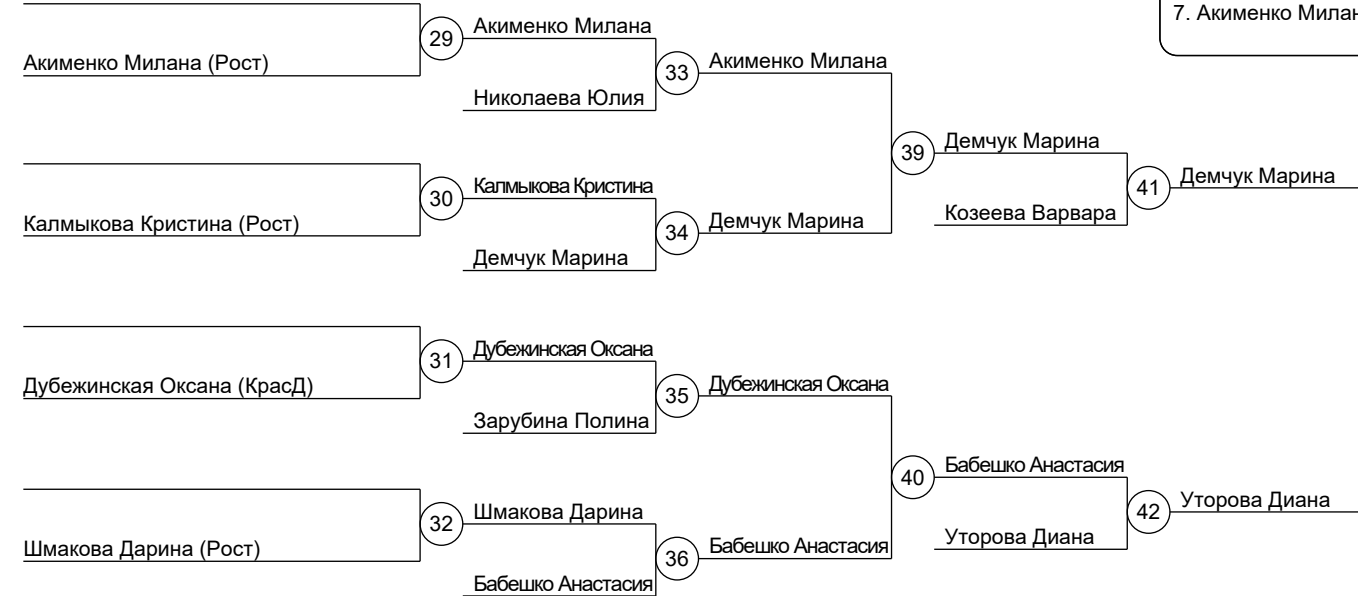 7. Акименко Милан
Акименко Милана
29
Акименко Милана (Рост)
Акименко Милана
33
Николаева Юлия
Демчук Марина
39
Демчук Марина
Калмыкова Кристина
41
30
Козеева Варвара
Калмыкова Кристина (Рост)
Демчук Марина
34
Демчук Марина
Дубежинская Оксана
31
Дубежинская Оксана (КрасД)
Дубежинская Оксана
35
Зарубина Полина
Бабешко Анастасия
40
Уторова Диана
Шмакова Дарина
42
32
Уторова Диана
Шмакова Дарина (Рост)
Бабешко Анастасия
36
Бабешко Анастасия